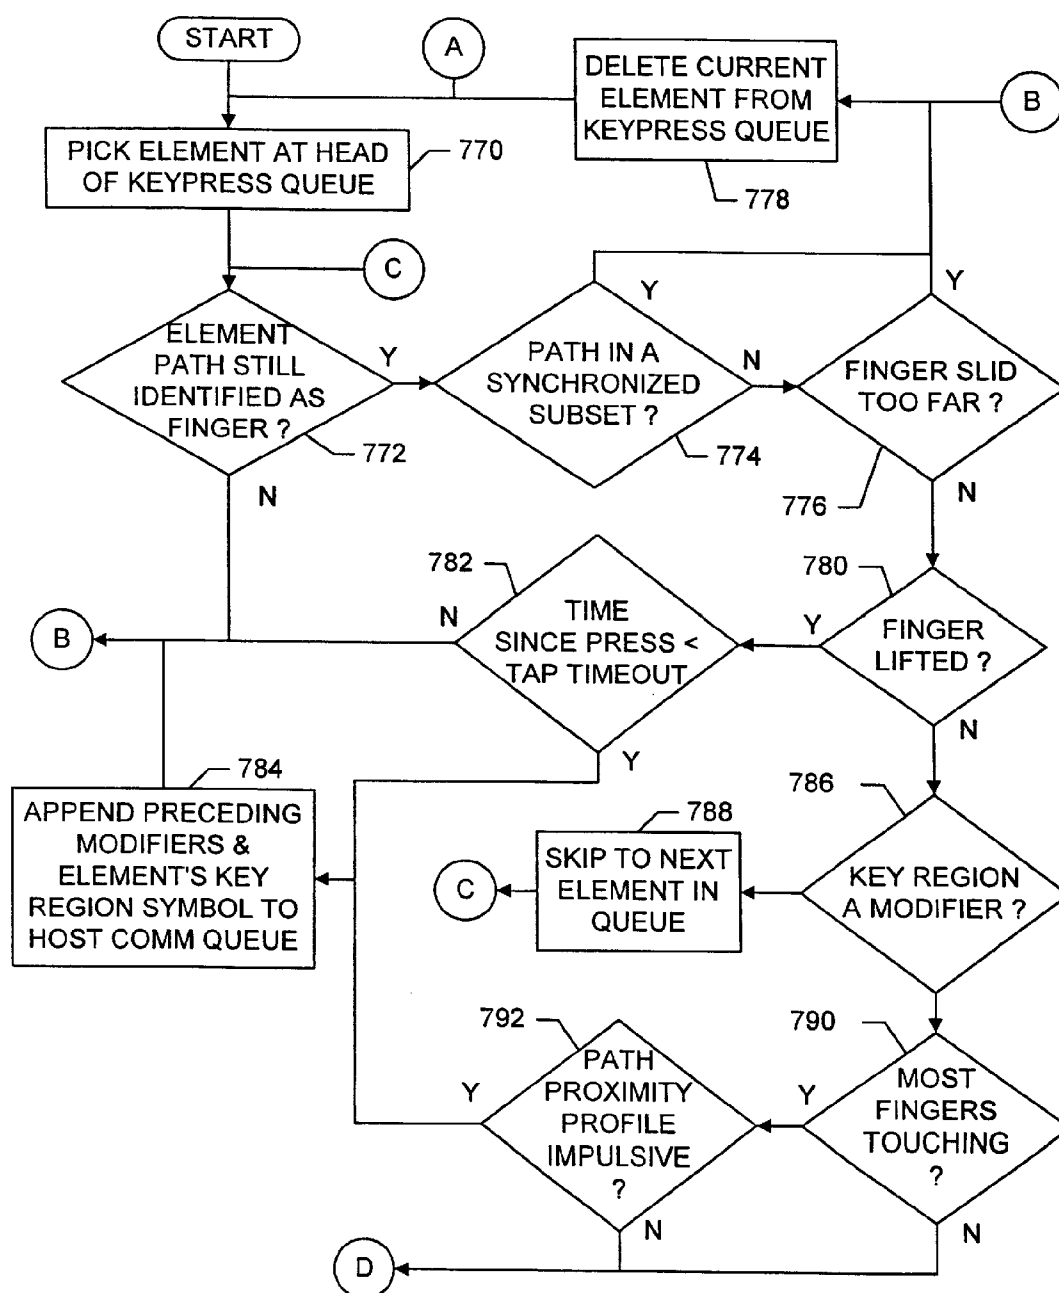 START
A
DELETE CURRENT
ELEMENT FROM
KEYPRESS QUEUE
B
PICK ELEMENT AT HEAD
OF KEYPRESS QUEUE
770
778
C
ELEMENT
PATH STILL
IDENTIFIED AS
FINGER ?
Y
772
N
PATH IN A
SYNCHRONIZED
SUBSET ?
Y
N
774
FINGER SLID
TOO FAR ?
Y
776
N
782
TIME
SINCE PRESS <
TAP TIMEOUT
N
Y
780
FINGER
LIFTED ?
Y
N
B
784
APPEND PRECEDING
MODIFIERS &
ELEMENT'S KEY
REGION SYMBOL TO
HOST COMM QUEUE
C
788
SKIP TO NEXT
ELEMENT IN
QUEUE
786
KEY REGION
A MODIFIER ?
792
PATH
PROXIMITY
PROFILE
IMPULSIVE
?
Y
N
790
MOST
FINGERS
TOUCHING
?
Y
N
D